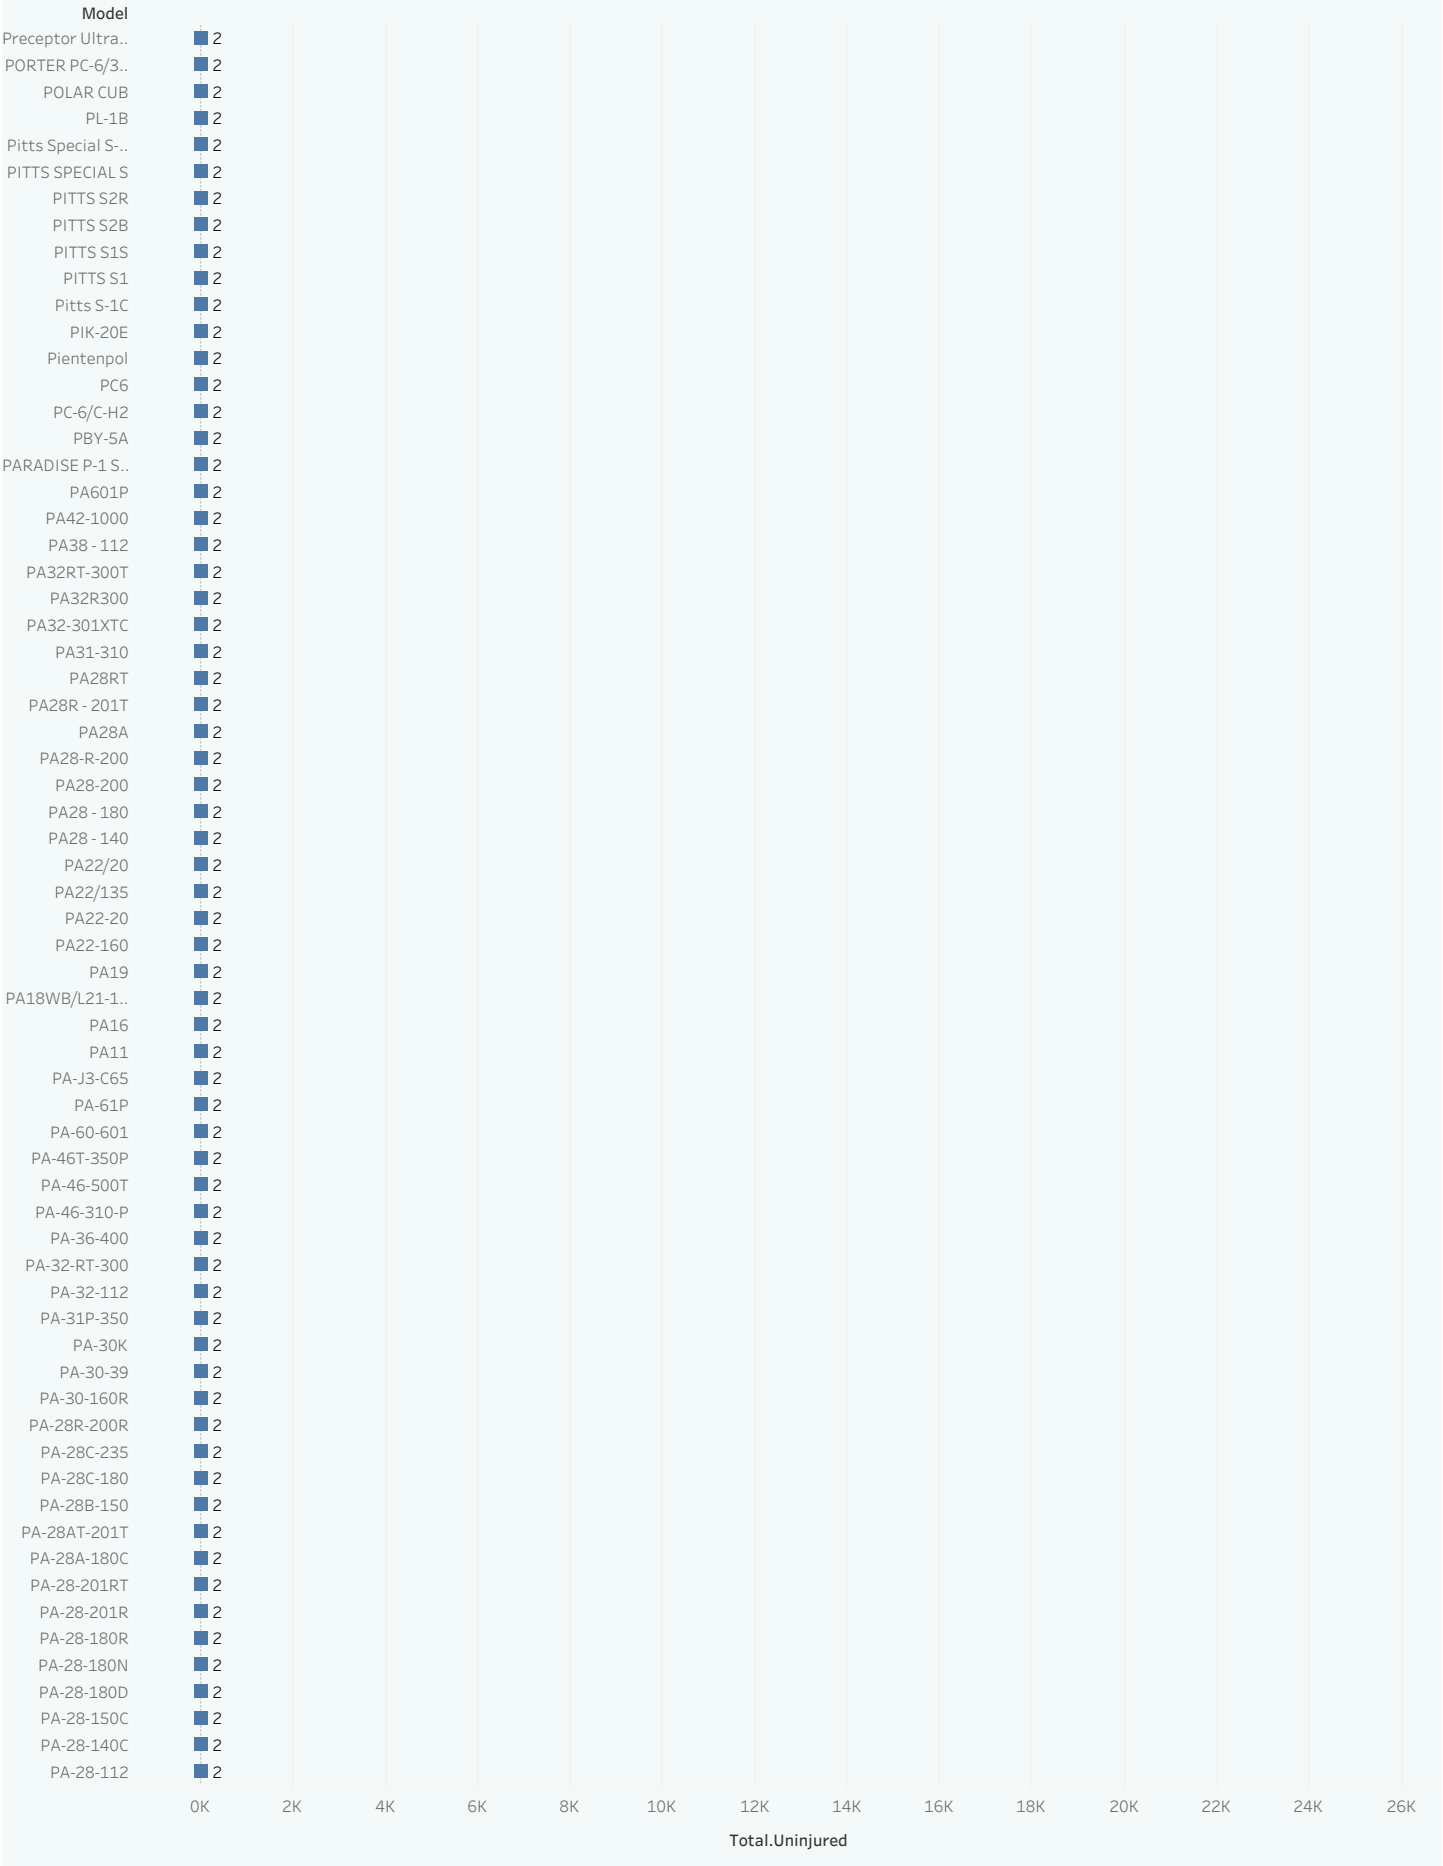 Model
Preceptor Ultra.. 2
PORTER PC-6/3.. 2
POLAR CUB 2
PL-1B 2
Pitts Special S-.. 2
PITTS SPECIAL S 2
PITTS S2R 2
PITTS S2B 2
PITTS S1S 2
PITTS S1 2
Pitts S-1C 2
PIK-20E 2
Pientenpol 2
PC6 2
PC-6/C-H2 2
PBY-5A 2
PARADISE P-1 S.. 2
PA601P 2
PA42-1000 2
PA38 - 112 2
PA32RT-300T 2
PA32R300 2
PA32-301XTC 2
PA31-310 2
PA28RT 2
PA28R - 201T 2
PA28A 2
PA28-R-200 2
PA28-200 2
PA28 - 180 2
PA28 - 140 2
PA22/20 2
PA22/135 2
PA22-20 2
PA22-160 2
PA19 2
PA18WB/L21-1.. 2
PA16 2
PA11 2
PA-J3-C65 2
PA-61P 2
PA-60-601 2
PA-46T-350P 2
PA-46-500T 2
PA-46-310-P 2
PA-36-400 2
PA-32-RT-300 2
PA-32-112 2
PA-31P-350 2
PA-30K 2
PA-30-39 2
PA-30-160R 2
PA-28R-200R 2
PA-28C-235 2
PA-28C-180 2
PA-28B-150 2
PA-28AT-201T 2
PA-28A-180C 2
PA-28-201RT 2
PA-28-201R 2
PA-28-180R 2
PA-28-180N 2
PA-28-180D 2
PA-28-150C 2
PA-28-140C 2
PA-28-112 2
0K 2K 4K 6K 8K 10K 12K 14K 16K 18K 20K 22K 24K 26K
Total.Uninjured